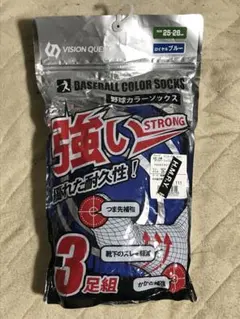 VISION QUEST
25-28cm
ロイヤルブルー
BASEBALL COLOR SOCKS
野球カラーソックス
強い STRONG
優れた耐久性!
H.M.R.Y
つま先補強
靴下のズレ軽減
かかと補強
3足組